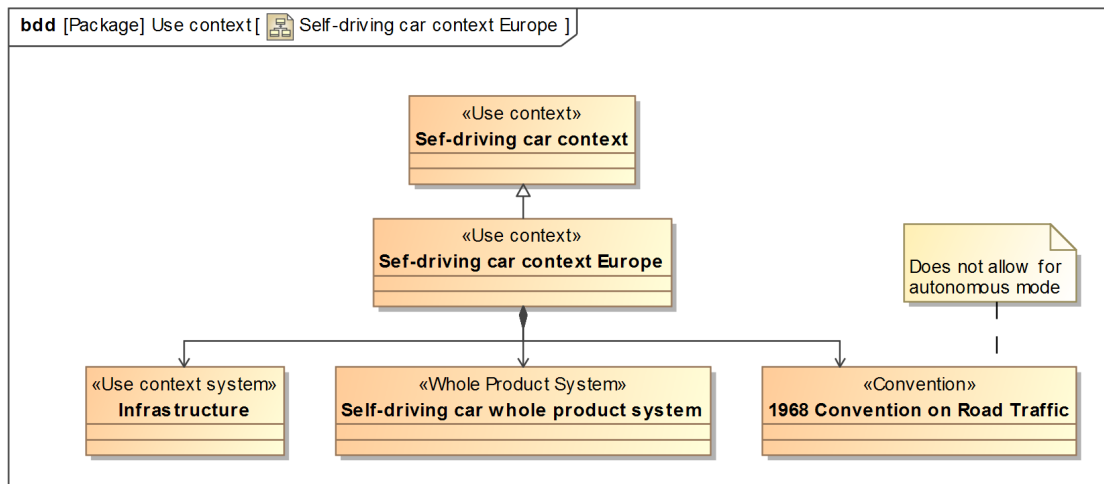 bdd [Package] Use context [ Self-driving car context Europe ]
«Use context»
Sef-driving car context
«Use context»
Sef-driving car context Europe
Does not allow for
autonomous mode
«Use context system»
Infrastructure
«Whole Product System»
Self-driving car whole product system
«Convention»
1968 Convention on Road Traffic